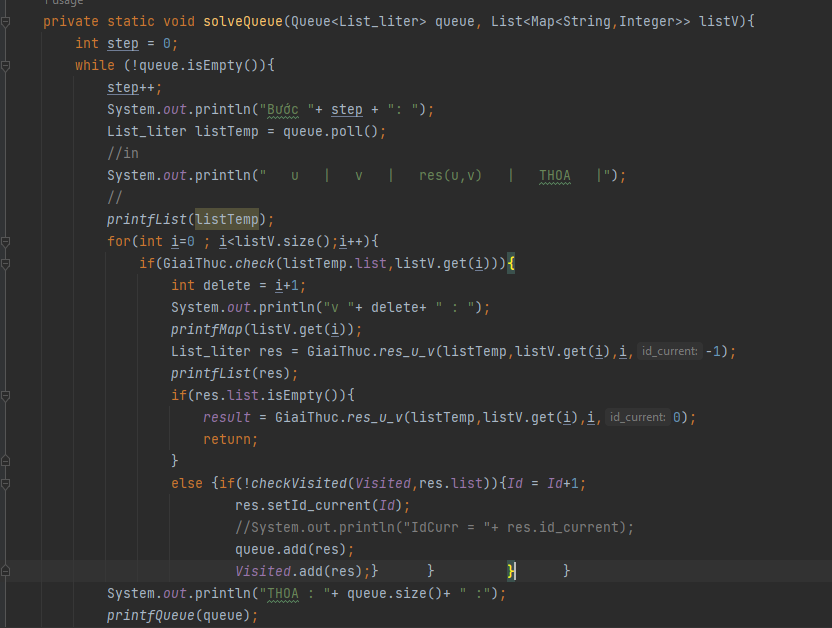 1 usage
private static void solveQueue(Queue<List_liter> queue, List<Map<String,Integer>> listV){
int step = 0;
while (!queue.isEmpty()){
step++;
System.out.println("Bước "+ step + ": ");
List_liter listTemp = queue.poll();
//in
System.out.println("   u   |   v   |   res(u,v)   |   THOA   |");
//
printfList(listTemp);
for(int i=0 ; i<listV.size();i++){
if(GiaiThuc.check(listTemp.list,listV.get(i))){
int delete = i+1;
System.out.println("v "+ delete+ " : ");
printfMap(listV.get(i));
List_liter res = GiaiThuc.res_u_v(listTemp,listV.get(i),i, id_current: -1);
printfList(res);
if(res.list.isEmpty()){
result = GiaiThuc.res_u_v(listTemp,listV.get(i),i, id_current: 0);
return;
}
else {if(!checkVisited(Visited,res.list)){Id = Id+1;
res.setId_current(Id);
//System.out.println("IdCurr = "+ res.id_current);
queue.add(res);
Visited.add(res);}      }         }      }
System.out.println("THOA : "+ queue.size()+ " :");
printfQueue(queue);